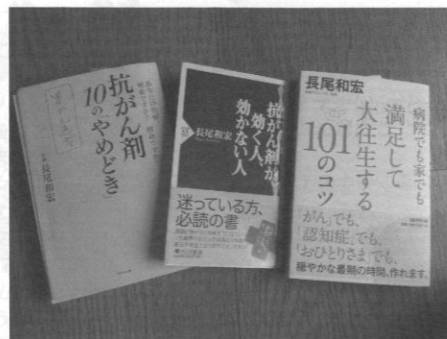 抗がん剤
10の「やめどき」
長尾和宏
抗がん剤が
効く人、
効かない人
長尾和宏
迷っている方、
必読の書
長尾和宏
病院でも家でも
満足して
大往生する
101のコツ
「がん」でも、
「認知症」でも、
「おひとりさま」でも、
穏やかな最期の時間、作れます。